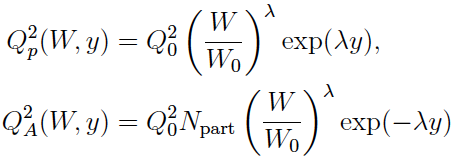 $Q_p^2(W, y) = Q_0^2 \left( \frac{W}{W_0} \right)^\lambda \exp(\lambda y),$
$Q_A^2(W, y) = Q_0^2 N_{\text{part}} \left( \frac{W}{W_0} \right)^\lambda \exp(-\lambda y)$